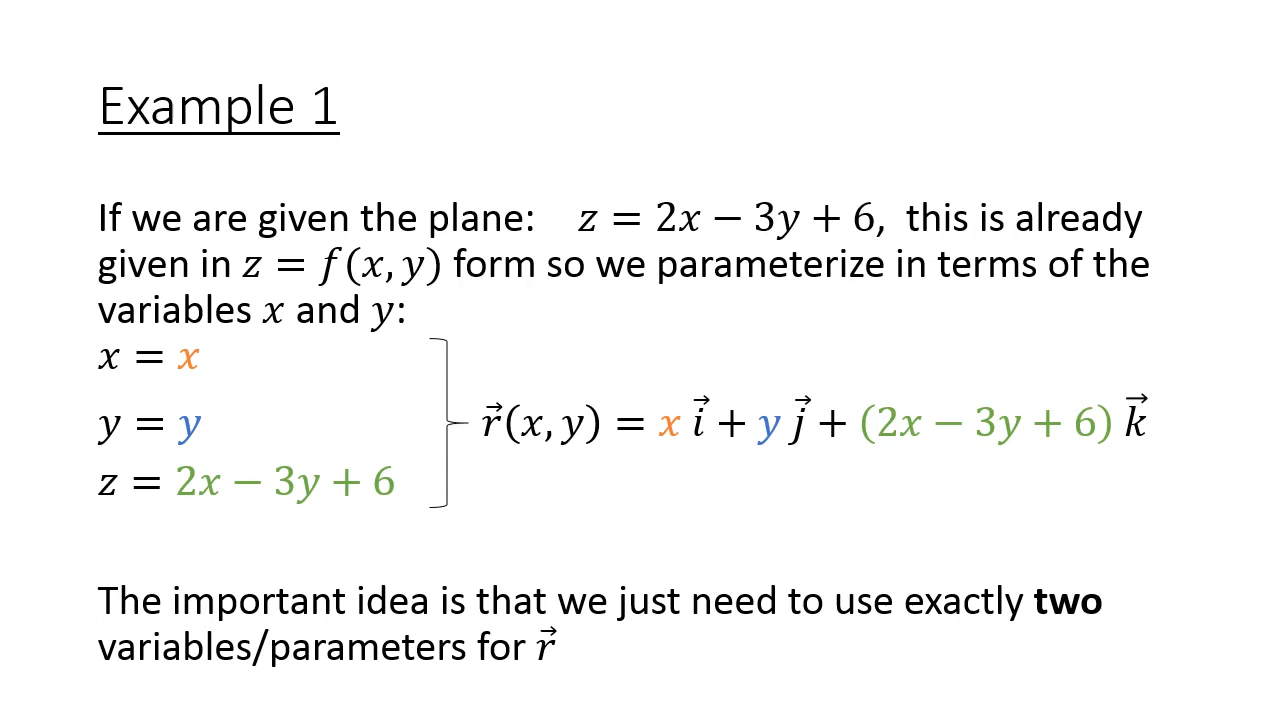 Example 1
If we are given the plane: z = 2x − 3y + 6, this is already
given in z = f(x, y) form so we parameterize in terms of the
variables x and y:
x = x
y = y
z = 2x − 3y + 6
r⃗(x, y) = x i⃗ + y j⃗ + (2x − 3y + 6) k⃗
The important idea is that we just need to use exactly two
variables/parameters for r⃗